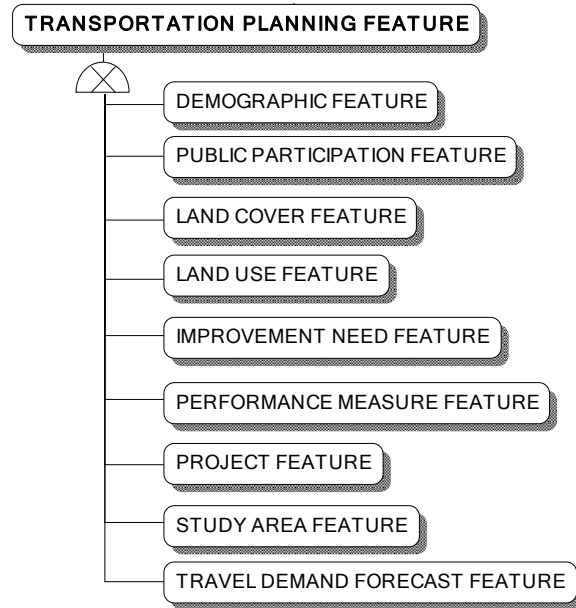 TRANSPORTATION PLANNING FEATURE
DEMOGRAPHIC FEATURE
PUBLIC PARTICIPATION FEATURE
LAND COVER FEATURE
LAND USE FEATURE
IMPROVEMENT NEED FEATURE
PERFORMANCE MEASURE FEATURE
PROJECT FEATURE
STUDY AREA FEATURE
TRAVEL DEMAND FORECAST FEATURE